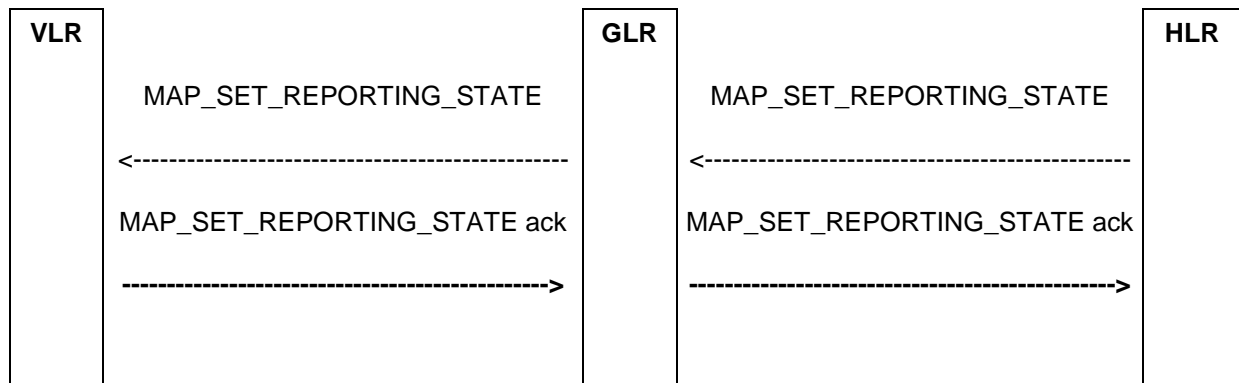 VLR GLR HLR
MAP_SET_REPORTING_STATE MAP_SET_REPORTING_STATE
<----------------------------------------------- <----------------------------------------------
MAP_SET_REPORTING_STATE ack MAP_SET_REPORTING_STATE ack
-----------------------------------------------> ----------------------------------------------->